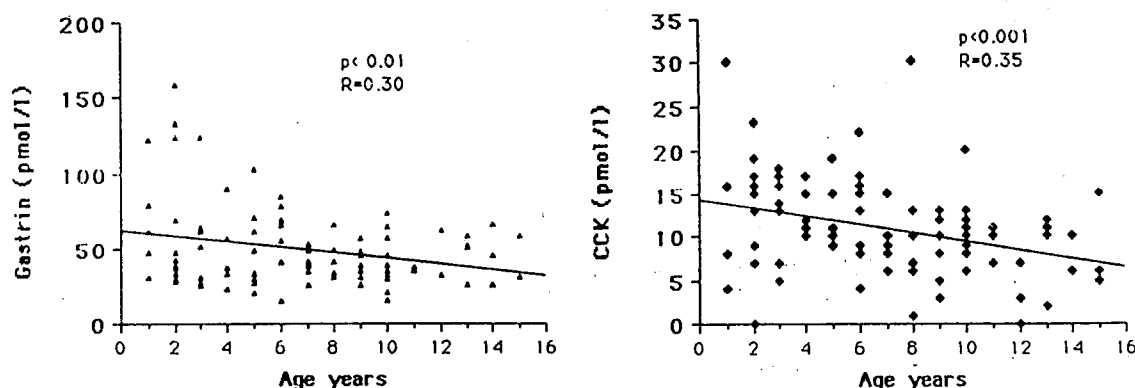 200
150
100
50
0
Gastrin (pmol/l)
p< 0.01
R=0.30
0 2 4 6 8 10 12 14 16
Age years
35
30
25
20
15
10
5
0
CCK (pmol/l)
p<0.001
R=0.35
0 2 4 6 8 10 12 14 16
Age years